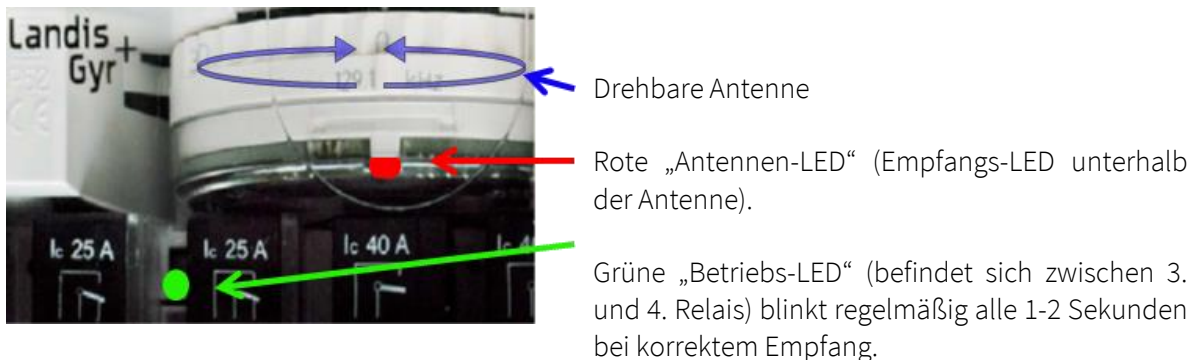 Landis
+
Gyr
0
129 1 kHz
Ic 25 A
Ic 25 A
Ic 40 A
Drehbare Antenne
Rote „Antennen-LED“ (Empfangs-LED unterhalb
der Antenne).
Grüne „Betriebs-LED“ (befindet sich zwischen 3.
und 4. Relais) blinkt regelmäßig alle 1-2 Sekunden
bei korrektem Empfang.